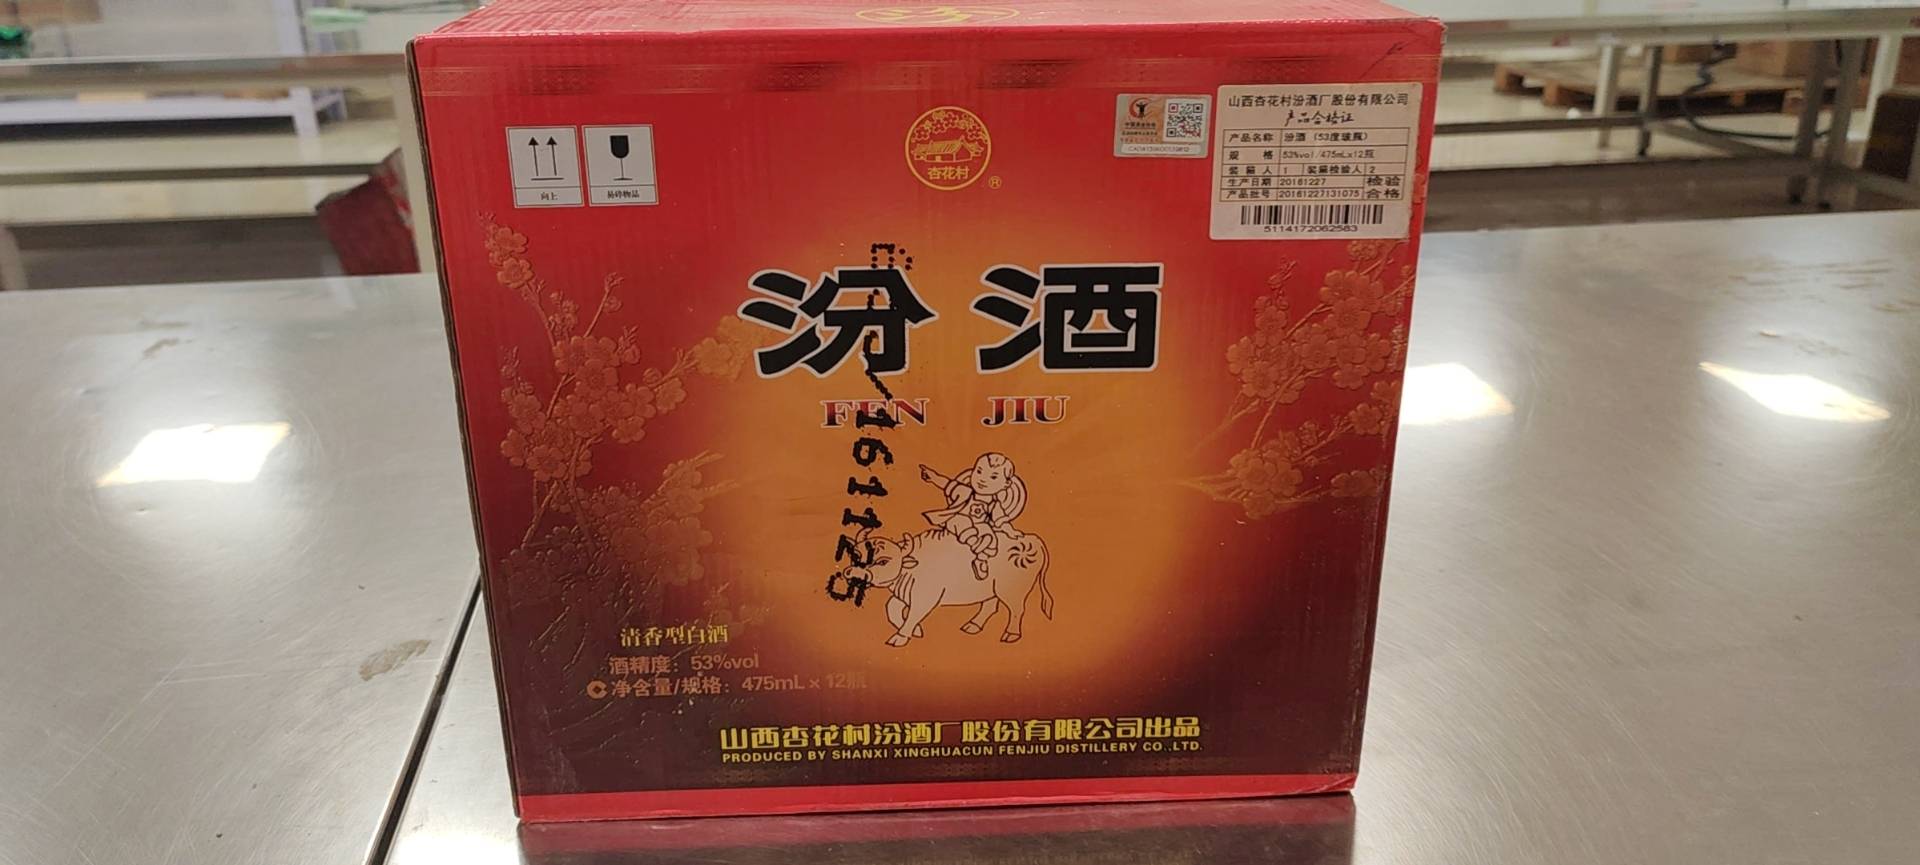 杏花村
®
向上
易碎物品
山西杏花村汾酒厂股份有限公司
产品合格证
产品名称 汾酒（53度玻瓶）
规 格 53%vol/475mLx12瓶
装箱人 1 装箱检验人 2
生产日期 20161227 检验
产品批号 20161227131075 合格
5114172062583
汾酒
FEN JIU
161125
清香型白酒
酒精度：53%vol
净含量/规格：475mL×12瓶
山西杏花村汾酒厂股份有限公司出品
PRODUCED BY SHANXI XINGHUACUN FENJIU DISTILLERY CO.,LTD.